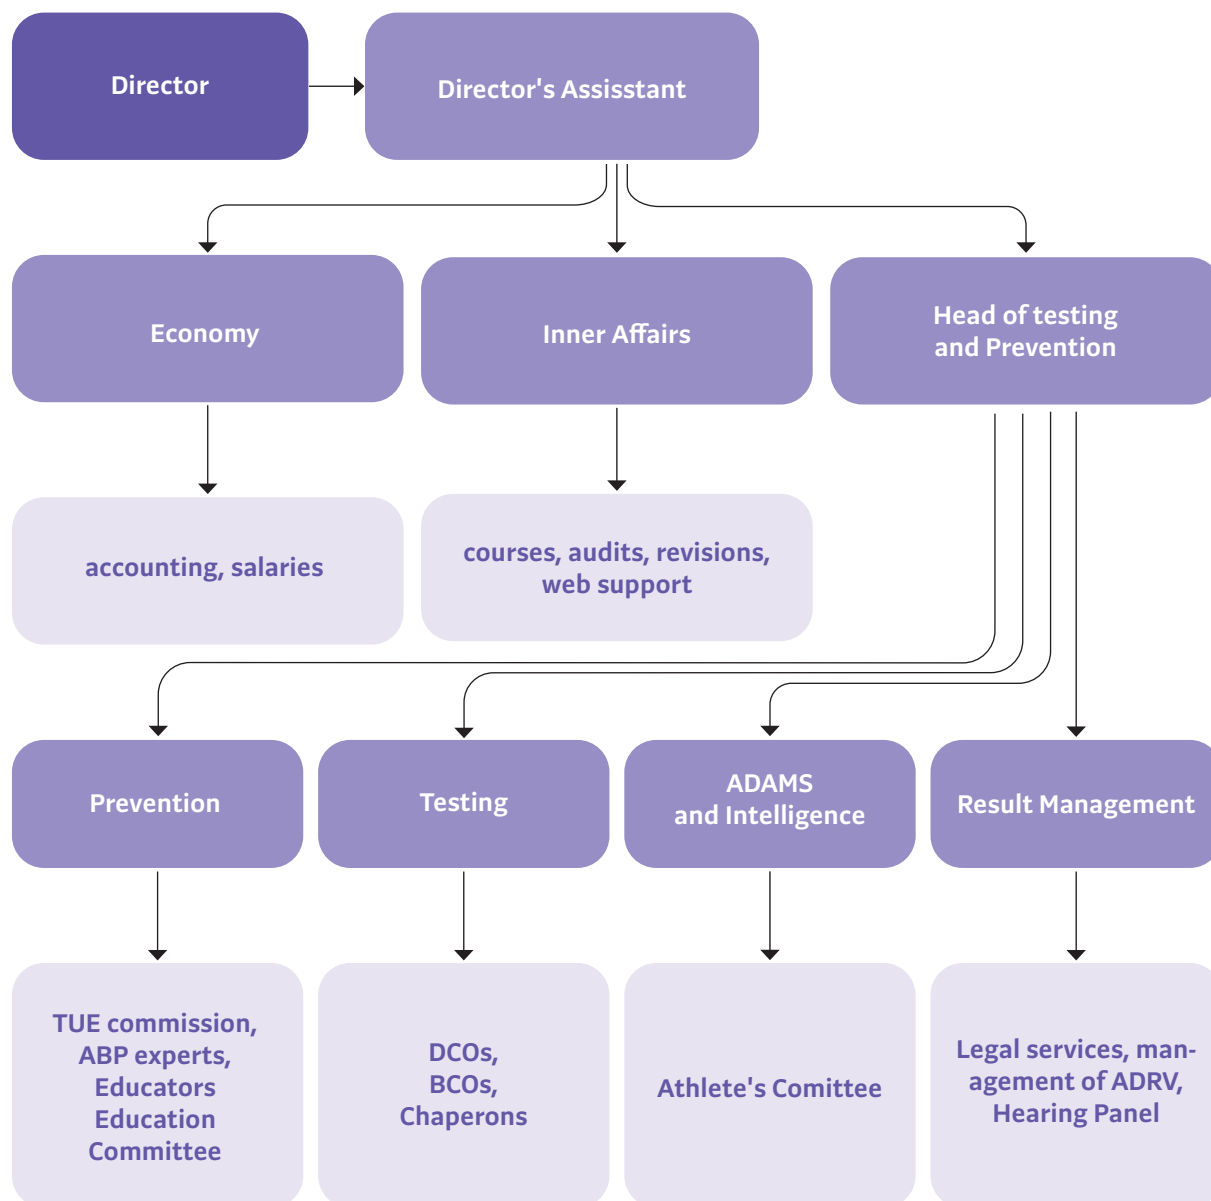 Director
Director's Assisstant
Economy
Inner Affairs
Head of testing
and Prevention
accounting, salaries
courses, audits, revisions,
web support
Prevention
Testing
ADAMS
and Intelligence
Result Management
TUE commission,
ABP experts,
Educators
Education
Committee
DCOs,
BCOs,
Chaperons
Athlete's Comittee
Legal services, man-
agement of ADRV,
Hearing Panel